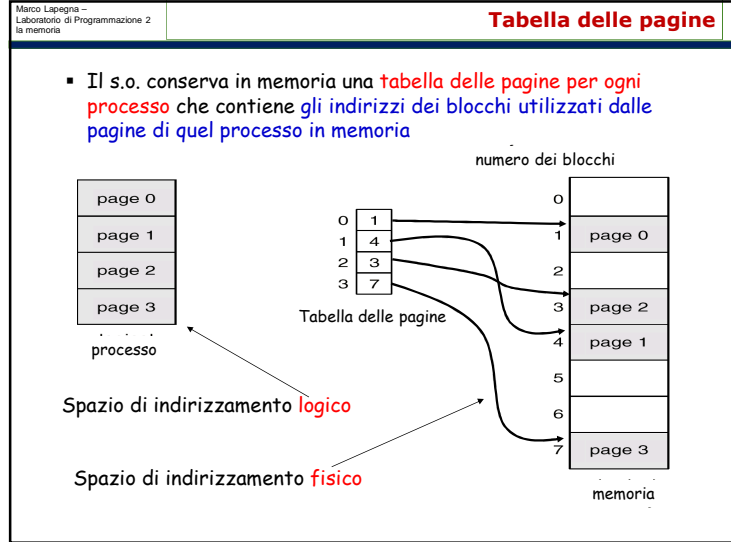 Marco Lapegna –
Laboratorio di Programmazione 2
la memoria
Tabella delle pagine
▪ Il s.o. conserva in memoria una tabella delle pagine per ogni
processo che contiene gli indirizzi dei blocchi utilizzati dalle
pagine di quel processo in memoria
numero dei blocchi
page 0
page 1
page 2
page 3
processo
0 1
1 4
2 3
3 7
Tabella delle pagine
0
1 page 0
2
3 page 2
4 page 1
5
6
7 page 3
memoria
Spazio di indirizzamento logico
Spazio di indirizzamento fisico